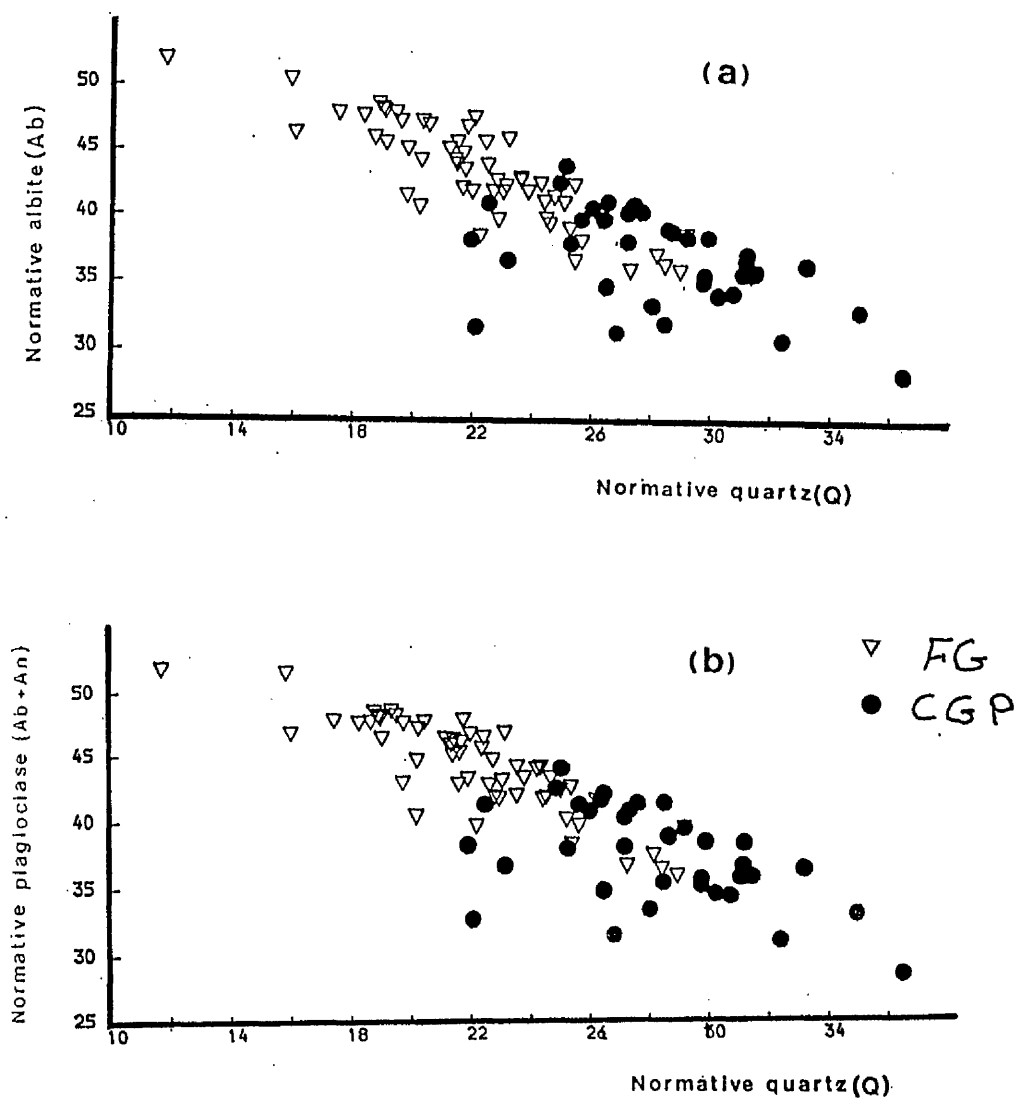 (a)
Normative albite(Ab)
50
45
40
35
30
25
10 14 18 22 26 30 34
Normative quartz(Q)
(b)
FG
CGP
Normative plagioclase (Ab+An)
50
45
40
35
30
25
10 14 18 22 26 30 34
Normative quartz(Q)